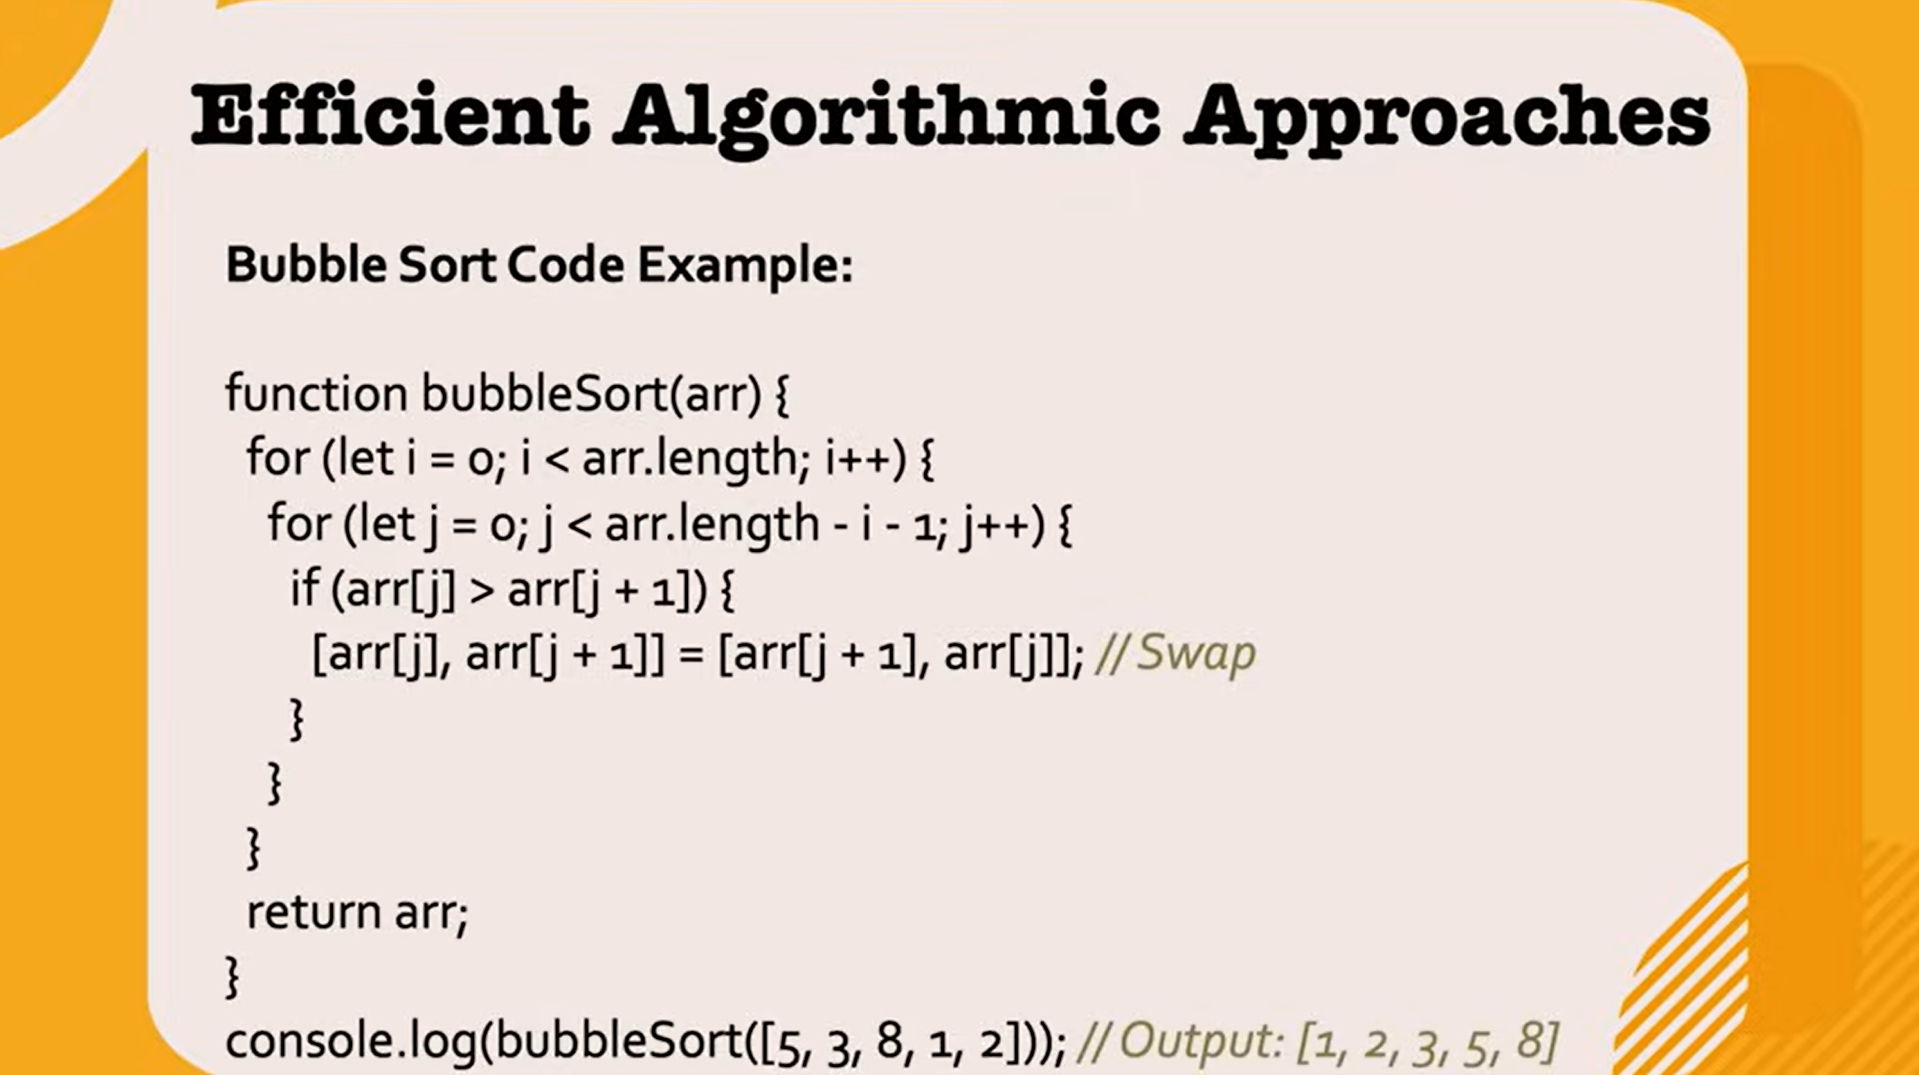 Efficient Algorithmic Approaches
Bubble Sort Code Example:
function bubbleSort(arr) {
for (let i = 0; i < arr.length; i++) {
for (let j = 0; j < arr.length - i - 1; j++) {
if (arr[j] > arr[j + 1]) {
[arr[j], arr[j + 1]] = [arr[j + 1], arr[j]]; // Swap
}
}
}
return arr;
}
console.log(bubbleSort([5, 3, 8, 1, 2])); // Output: [1, 2, 3, 5, 8]